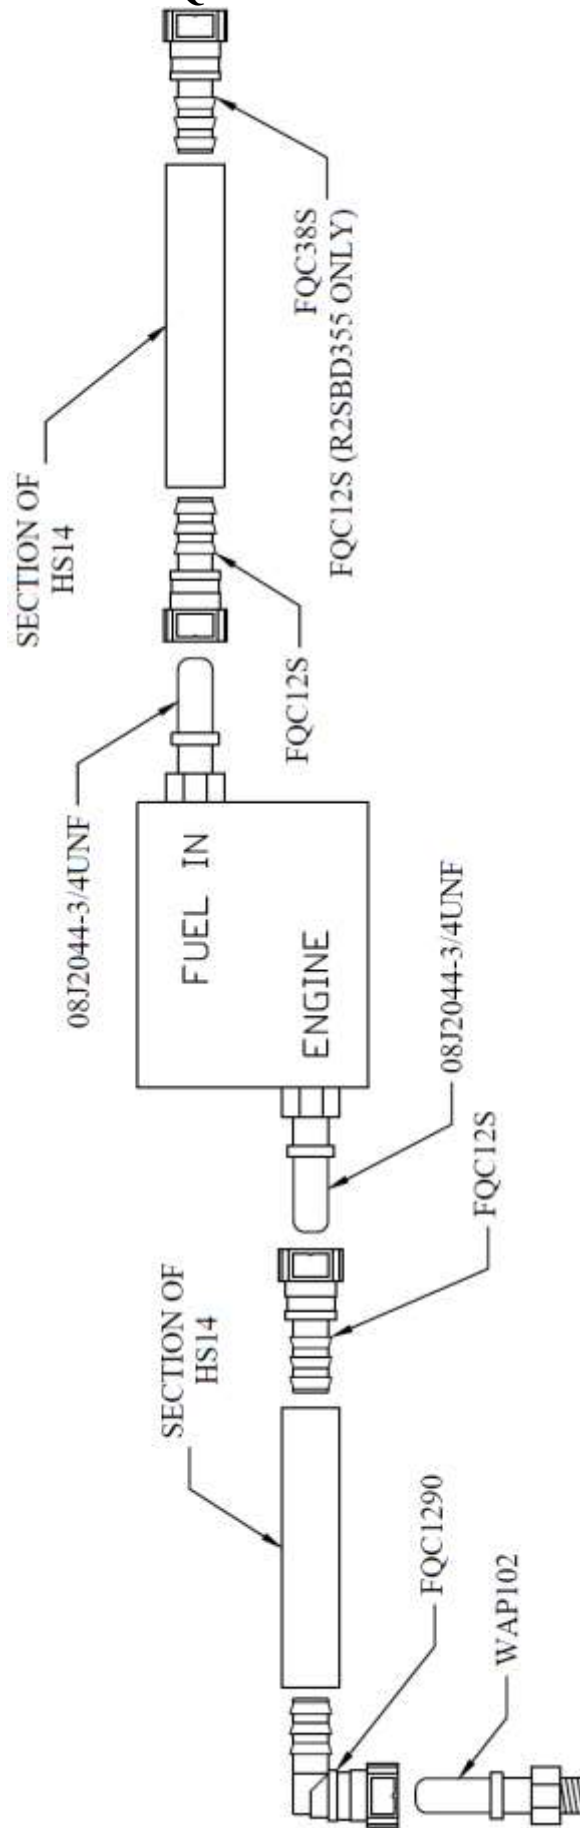 WAP102
FQC1290
SECTION OF
HS14
FQC12S
08J2044-3/4UNF
ENGINE
FUEL IN
08J2044-3/4UNF
FQC12S
SECTION OF
HS14
FQC38S
FQC12S (R2SBD355 ONLY)